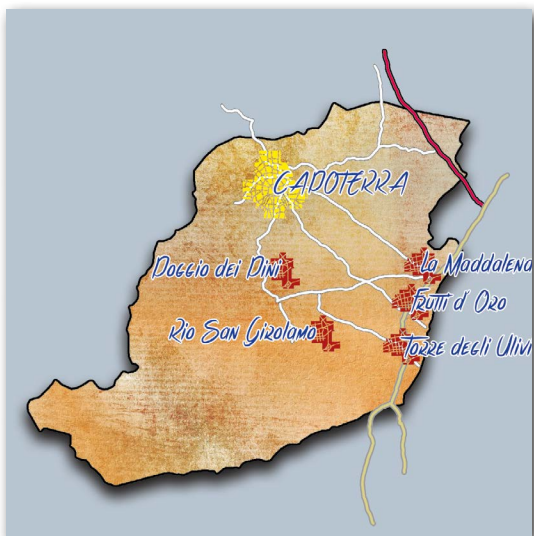 CAPOTERRA
La Maddalena
Poggio dei Pini
Frutti d'Oro
Rio San Girolamo
Torre degli Ulivi